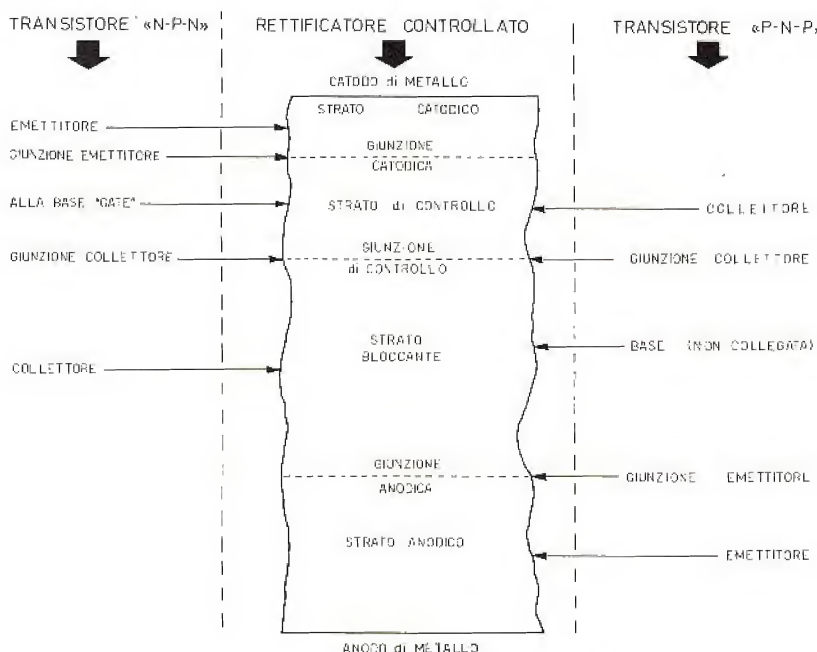 TRANSISTORE «N-P-N»
RETTIFICATORE CONTROLLATO
TRANSISTORE «P-N-P»
CATODO di METALLO
STRATO CATODICO
EMETTITORE
GIUNZIONE
GIUNZIONE EMETTITORE
CATODICA
ALLA BASE "GATE"
STRATO di CONTROLLO
COLLETTORE
GIUNZIONE
GIUNZIONE COLLETTORE
GIUNZIONE COLLETTORE
di CONTROLLO
STRATO
BASE (NON COLLEGATA)
BLOCCANTE
COLLETTORE
GIUNZIONE
GIUNZIONE EMETTITORE
ANODICA
STRATO ANODICO
EMETTITORE
ANODO di METALLO